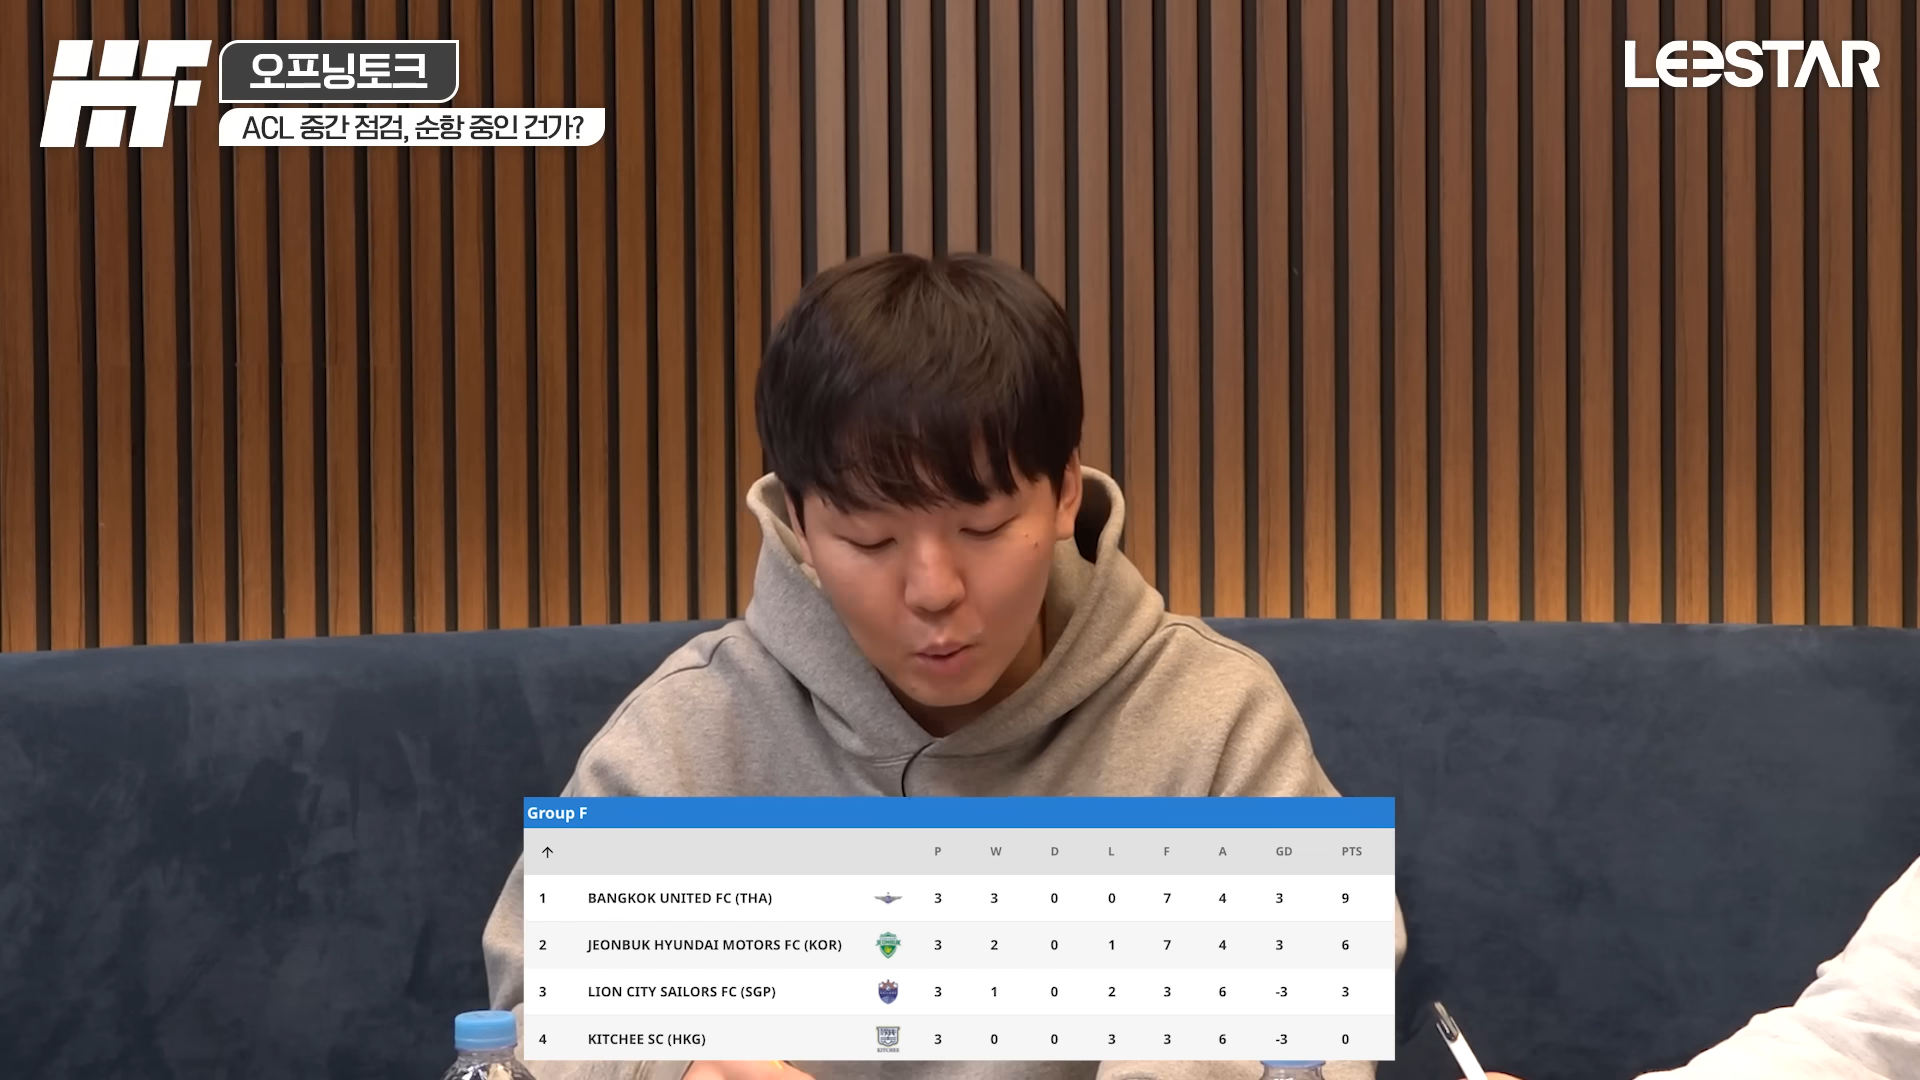 HF
오프닝토크
ACL 중간 점검, 순항 중인 건가?
LEESTAR
Group F
P W D L F A GD PTS
1 BANGKOK UNITED FC (THA) 3 3 0 0 7 4 3 9
2 JEONBUK HYUNDAI MOTORS FC (KOR) 3 2 0 1 7 4 3 6
3 LION CITY SAILORS FC (SGP) 3 1 0 2 3 6 -3 3
4 KITCHEE SC (HKG) 3 0 0 3 3 6 -3 0
KITCHEE